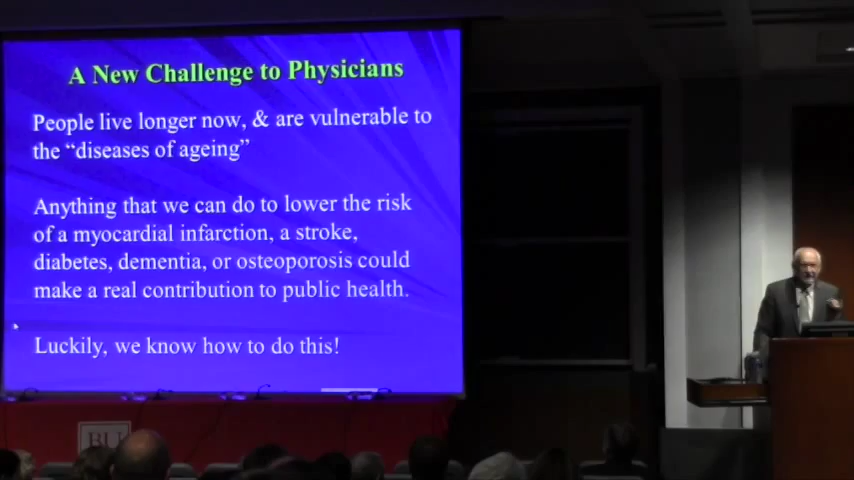 A New Challenge to Physicians
People live longer now, & are vulnerable to
the “diseases of ageing”
Anything that we can do to lower the risk
of a myocardial infarction, a stroke,
diabetes, dementia, or osteoporosis could
make a real contribution to public health.
Luckily, we know how to do this!
BU